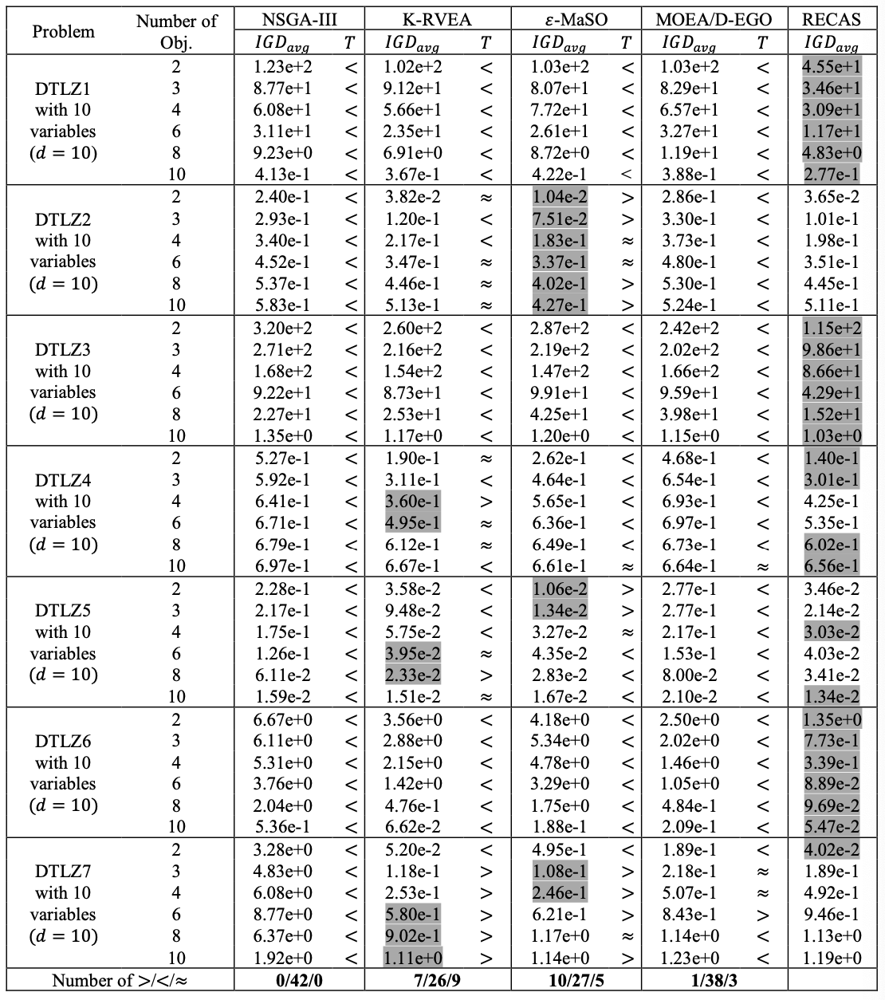 Problem Number of Obj. NSGA-III K-RVEA ε-MaSO MOEA/D-EGO RECAS
IGDavg T IGDavg T IGDavg T IGDavg T IGDavg
DTLZ1 with 10 variables (d = 10)
2 1.23e+2 < 1.02e+2 < 1.03e+2 < 1.03e+2 < 4.55e+1
3 8.77e+1 < 9.12e+1 < 8.07e+1 < 8.29e+1 < 3.46e+1
4 6.08e+1 < 5.66e+1 < 7.72e+1 < 6.57e+1 < 3.09e+1
6 3.11e+1 < 2.35e+1 < 2.61e+1 < 3.27e+1 < 1.17e+1
8 9.23e+0 < 6.91e+0 < 8.72e+0 < 1.19e+1 < 4.83e+0
10 4.13e-1 < 3.67e-1 < 4.22e-1 < 3.88e-1 < 2.77e-1
DTLZ2 with 10 variables (d = 10)
2 2.40e-1 < 3.82e-2 ≈ 1.04e-2 > 2.86e-1 < 3.65e-2
3 2.93e-1 < 1.20e-1 < 7.51e-2 > 3.30e-1 < 1.01e-1
4 3.40e-1 < 2.17e-1 < 1.83e-1 ≈ 3.73e-1 < 1.98e-1
6 4.52e-1 < 3.47e-1 ≈ 3.37e-1 ≈ 4.80e-1 < 3.51e-1
8 5.37e-1 < 4.46e-1 ≈ 4.02e-1 > 5.30e-1 < 4.45e-1
10 5.83e-1 < 5.13e-1 ≈ 4.27e-1 > 5.24e-1 < 5.11e-1
DTLZ3 with 10 variables (d = 10)
2 3.20e+2 < 2.60e+2 < 2.87e+2 < 2.42e+2 < 1.15e+2
3 2.71e+2 < 2.16e+2 < 2.19e+2 < 2.02e+2 < 9.86e+1
4 1.68e+2 < 1.54e+2 < 1.47e+2 < 1.66e+2 < 8.66e+1
6 9.22e+1 < 8.73e+1 < 9.91e+1 < 9.59e+1 < 4.29e+1
8 2.27e+1 < 2.53e+1 < 4.25e+1 < 3.98e+1 < 1.52e+1
10 1.35e+0 < 1.17e+0 < 1.20e+0 < 1.15e+0 < 1.03e+0
DTLZ4 with 10 variables (d = 10)
2 5.27e-1 < 1.90e-1 ≈ 2.62e-1 < 4.68e-1 < 1.40e-1
3 5.92e-1 < 3.11e-1 < 4.64e-1 < 6.54e-1 < 3.01e-1
4 6.41e-1 < 3.60e-1 > 5.65e-1 < 6.93e-1 < 4.25e-1
6 6.71e-1 < 4.95e-1 ≈ 6.36e-1 < 6.97e-1 < 5.35e-1
8 6.79e-1 < 6.12e-1 ≈ 6.49e-1 < 6.73e-1 < 6.02e-1
10 6.97e-1 < 6.67e-1 < 6.61e-1 ≈ 6.64e-1 ≈ 6.56e-1
DTLZ5 with 10 variables (d = 10)
2 2.28e-1 < 3.58e-2 < 1.06e-2 > 2.77e-1 < 3.46e-2
3 2.17e-1 < 9.48e-2 < 1.34e-2 > 2.77e-1 < 2.14e-2
4 1.75e-1 < 5.75e-2 < 3.27e-2 ≈ 2.17e-1 < 3.03e-2
6 1.26e-1 < 3.95e-2 ≈ 4.35e-2 < 1.53e-1 < 4.03e-2
8 6.11e-2 < 2.33e-2 > 2.83e-2 < 8.00e-2 < 3.41e-2
10 1.59e-2 < 1.51e-2 ≈ 1.67e-2 < 2.10e-2 < 1.34e-2
DTLZ6 with 10 variables (d = 10)
2 6.67e+0 < 3.56e+0 < 4.18e+0 < 2.50e+0 < 1.35e+0
3 6.11e+0 < 2.88e+0 < 5.34e+0 < 2.02e+0 < 7.73e-1
4 5.31e+0 < 2.15e+0 < 4.78e+0 < 1.46e+0 < 3.39e-1
6 3.76e+0 < 1.42e+0 < 3.29e+0 < 1.05e+0 < 8.89e-2
8 2.04e+0 < 4.76e-1 < 1.75e+0 < 4.84e-1 < 9.69e-2
10 5.36e-1 < 6.62e-2 < 1.88e-1 < 2.09e-1 < 5.47e-2
DTLZ7 with 10 variables (d = 10)
2 3.28e+0 < 5.20e-2 < 4.95e-1 < 1.89e-1 < 4.02e-2
3 4.83e+0 < 1.18e-1 > 1.08e-1 > 2.18e-1 ≈ 1.89e-1
4 6.08e+0 < 2.53e-1 > 2.46e-1 > 5.07e-1 ≈ 4.92e-1
6 8.77e+0 < 5.80e-1 > 6.21e-1 > 8.43e-1 > 9.46e-1
8 6.37e+0 < 9.02e-1 > 1.17e+0 ≈ 1.14e+0 < 1.13e+0
10 1.92e+0 < 1.11e+0 > 1.14e+0 > 1.23e+0 < 1.19e+0
Number of >/</≈ 0/42/0 7/26/9 10/27/5 1/38/3